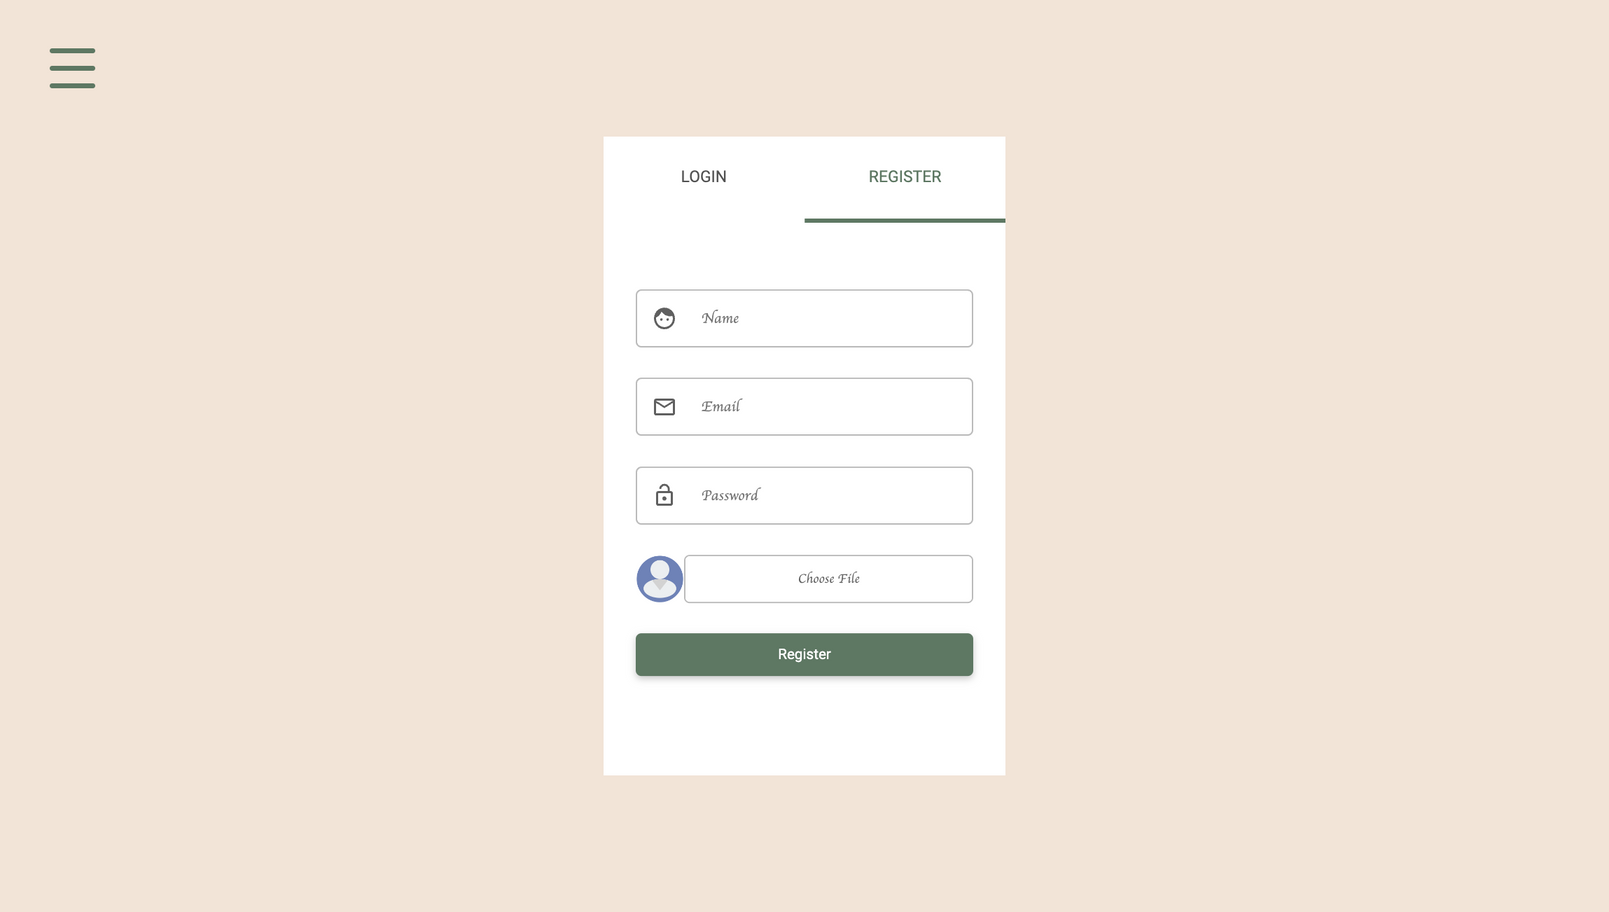 LOGIN
REGISTER
Name
Email
Password
Choose File
Register